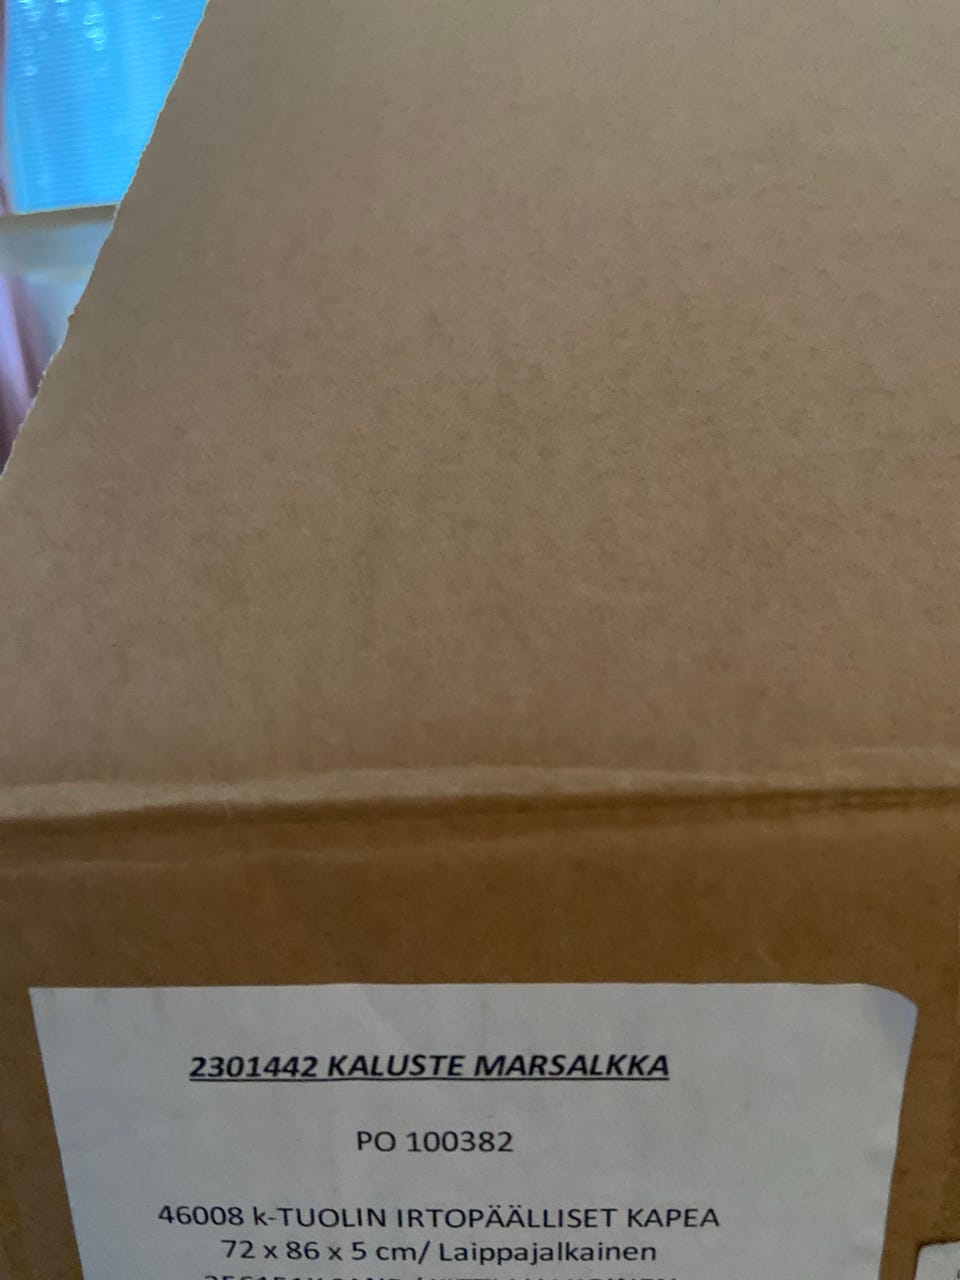 2301442 KALUSTE MARSALKKA
PO 100382
46008 k-TUOLIN IRTOPÄÄLLISET KAPEA
72 x 86 x 5 cm/ Laippajalkainen